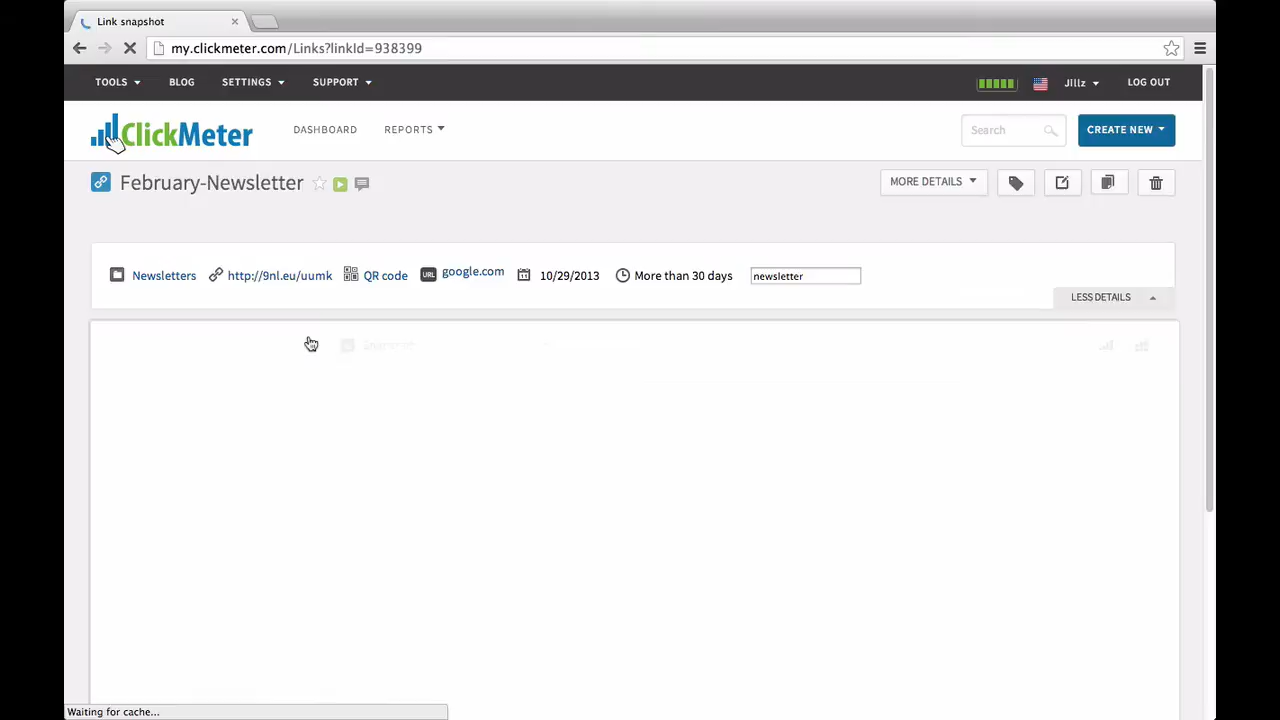 Link snapshot
my.clickmeter.com/Links?linkId=938399
TOOLS BLOG SETTINGS SUPPORT Jillz LOG OUT
ClickMeter DASHBOARD REPORTS Search CREATE NEW
February-Newsletter MORE DETAILS
Newsletters http://9nl.eu/uumk QR code URL google.com 10/29/2013 More than 30 days newsletter
LESS DETAILS
Waiting for cache...